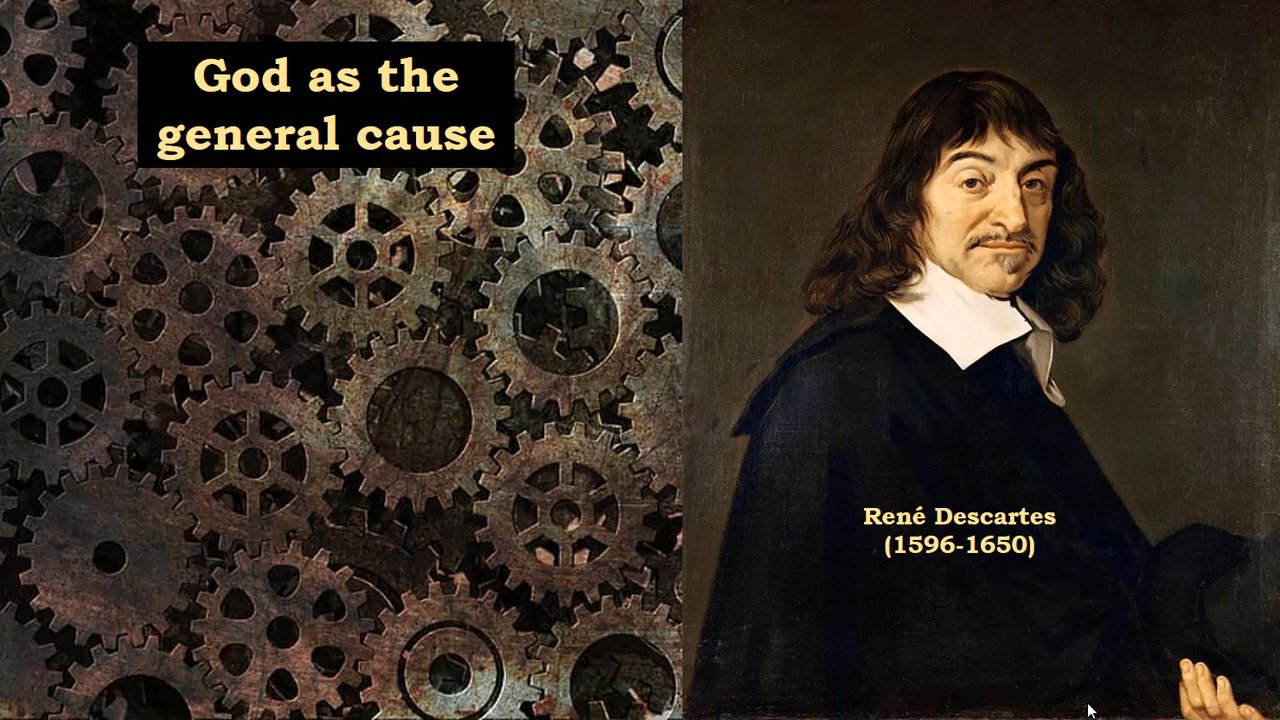 God as the
general cause
René Descartes
(1596-1650)